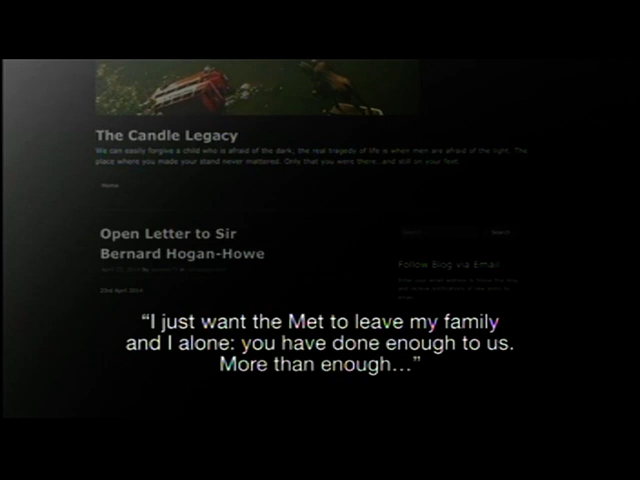 The Candle Legacy
We can easily forgive a child who is afraid of the dark; the real tragedy of life is when men are afraid of the light. The
place where you made your stand never mattered. Only that you were there...and still on your feet.
Home
Open Letter to Sir
Bernard Hogan-Howe
Search
Follow Blog via Email
23rd April 2014
“I just want the Met to leave my family
and I alone: you have done enough to us.
More than enough...”